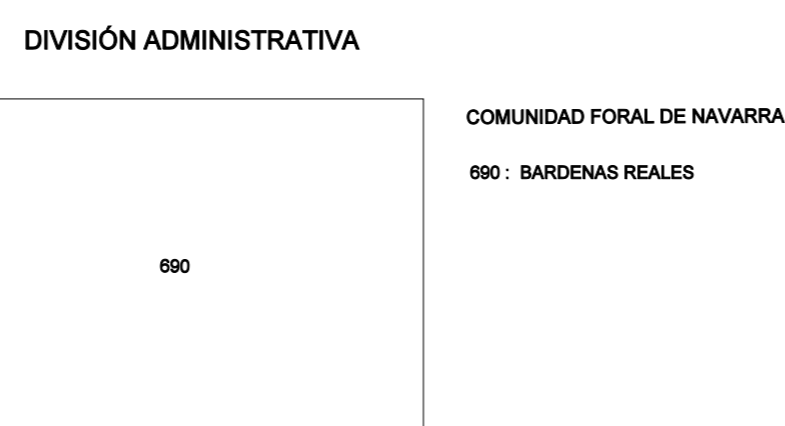 DIVISIÓN ADMINISTRATIVA
COMUNIDAD FORAL DE NAVARRA
690 : BARDENAS REALES
690